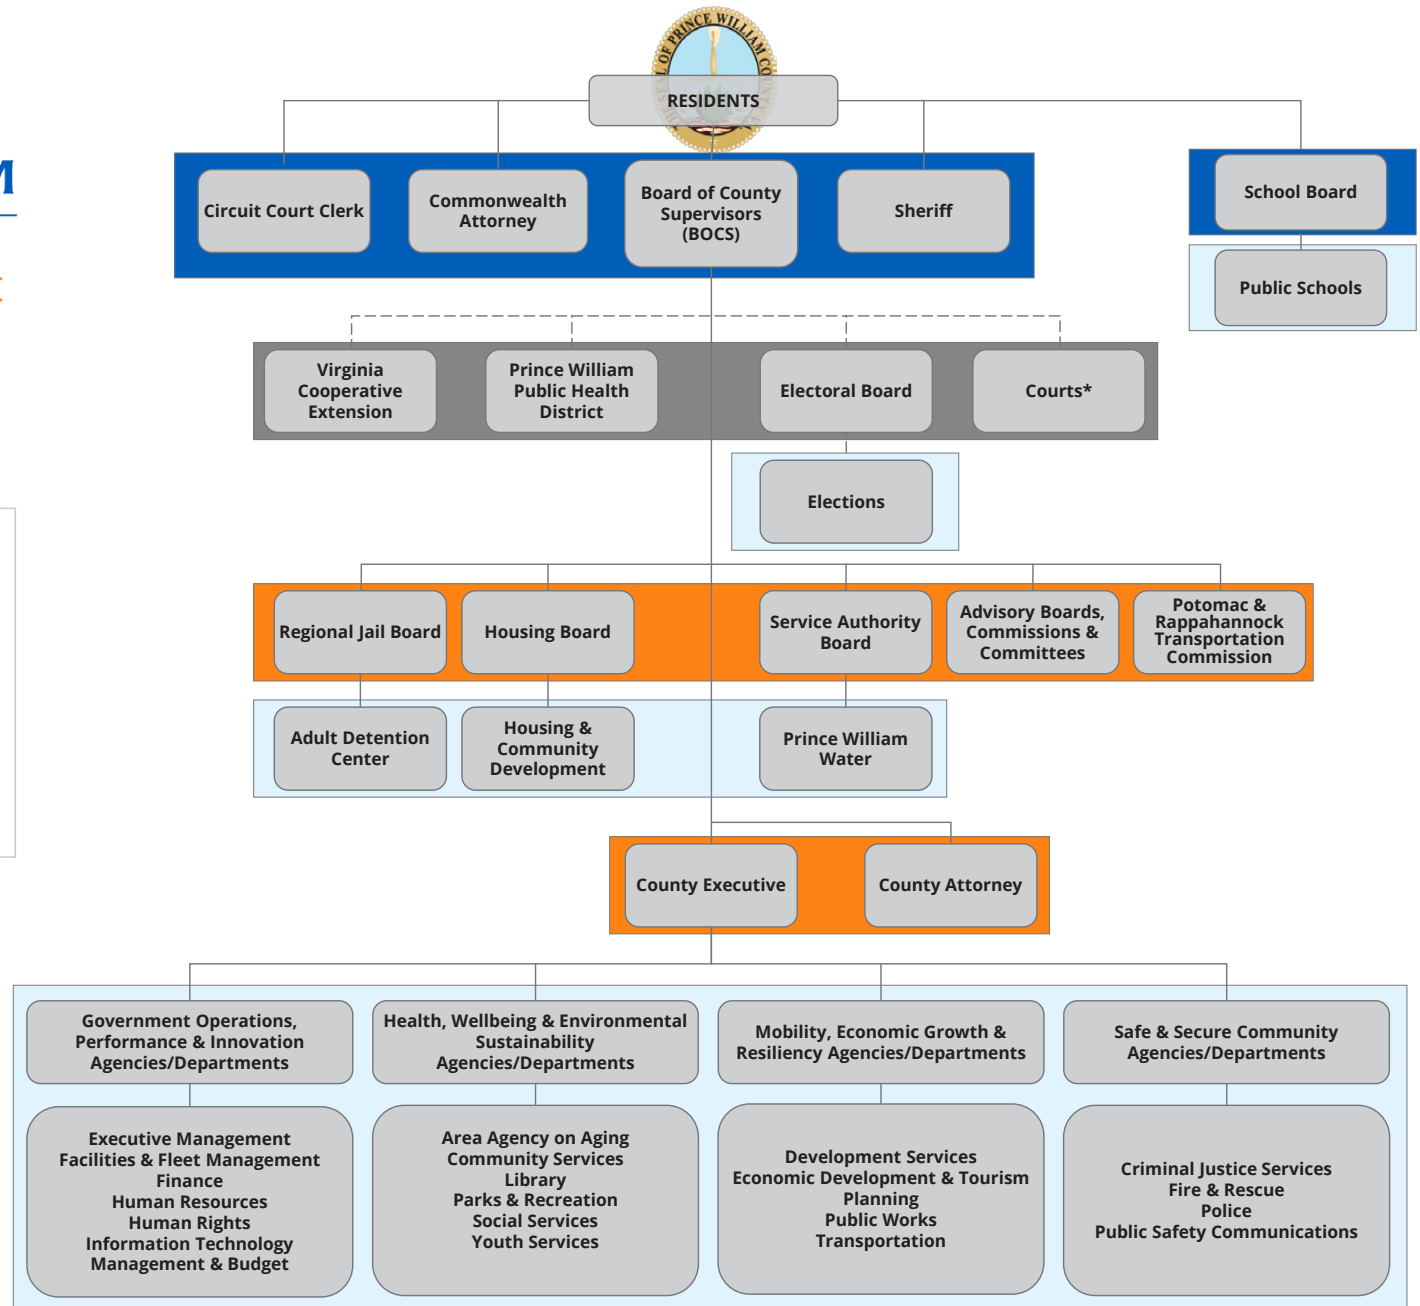 SEAL OF PRINCE WILLIAM CO
RESIDENTS
M
Circuit Court Clerk
Commonwealth
Attorney
Board of County
Supervisors
(BOCS)
Sheriff
School Board
Public Schools
Virginia
Cooperative
Extension
Prince William
Public Health
District
Electoral Board
Courts*
Elections
Regional Jail Board
Housing Board
Service Authority
Board
Advisory Boards,
Commissions &
Committees
Potomac &
Rappahannock
Transportation
Commission
Adult Detention
Center
Housing &
Community
Development
Prince William
Water
County Executive
County Attorney
Government Operations,
Performance & Innovation
Agencies/Departments
Health, Wellbeing & Environmental
Sustainability
Agencies/Departments
Mobility, Economic Growth &
Resiliency Agencies/Departments
Safe & Secure Community
Agencies/Departments
Executive Management
Facilities & Fleet Management
Finance
Human Resources
Human Rights
Information Technology
Management & Budget
Area Agency on Aging
Community Services
Library
Parks & Recreation
Social Services
Youth Services
Development Services
Economic Development & Tourism
Planning
Public Works
Transportation
Criminal Justice Services
Fire & Rescue
Police
Public Safety Communications